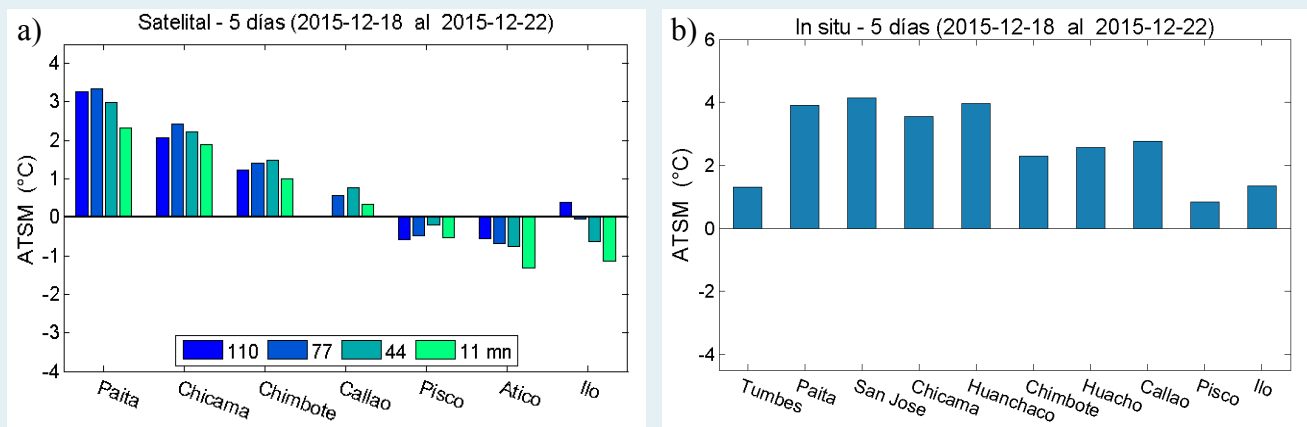 a)
Satelital - 5 días (2015-12-18 al 2015-12-22)
ATSM (°C)
4
3
2
1
0
-1
-2
-3
-4
110 77 44 11 mn
Paita Chicama Chimbote Callao Pisco Atico Ilo
b)
In situ - 5 días (2015-12-18 al 2015-12-22)
ATSM (°C)
6
4
2
0
-2
-4
Tumbes Paita San Jose Chicama Huanchaco Chimbote Huacho Callao Pisco Ilo